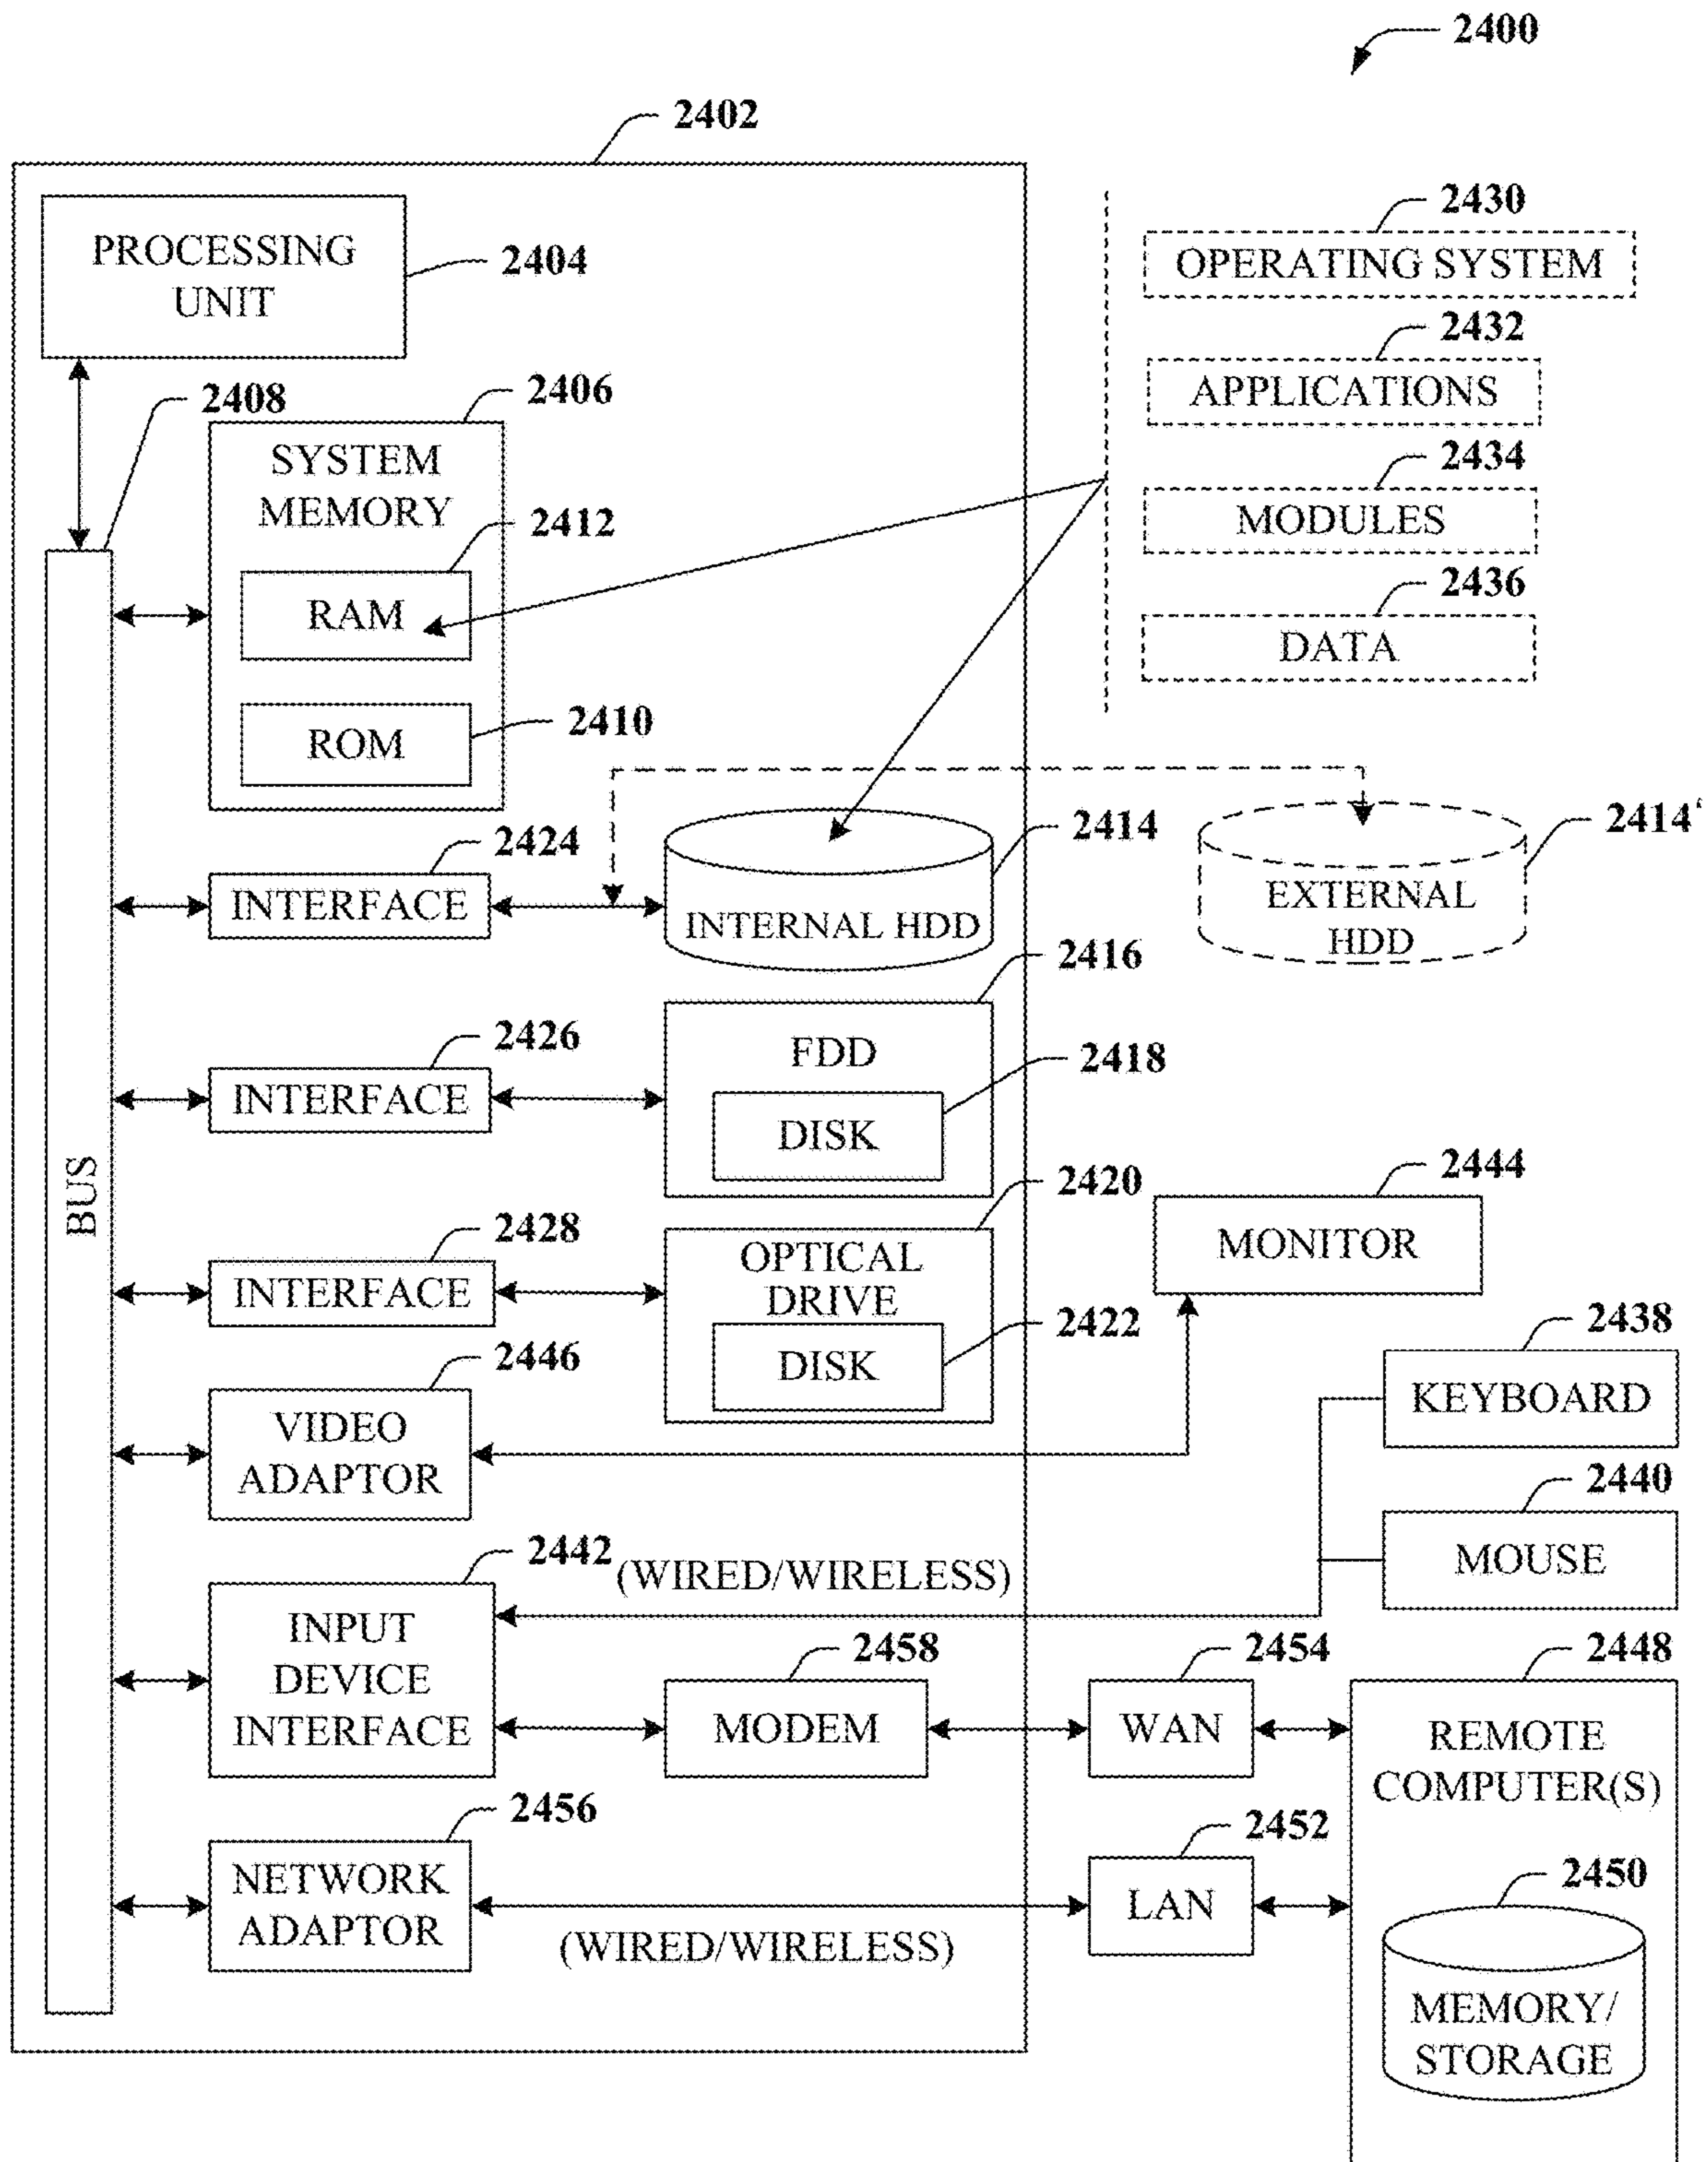 2400
2402
PROCESSING
UNIT
2404
2430
OPERATING SYSTEM
2432
APPLICATIONS
2434
MODULES
2436
DATA
2408
2406
SYSTEM
MEMORY
2412
RAM
2410
ROM
2424
INTERFACE
2414
INTERNAL HDD
2414'
EXTERNAL
HDD
2426
INTERFACE
2416
FDD
2418
DISK
BUS
2428
INTERFACE
2420
OPTICAL
DRIVE
2422
DISK
2444
MONITOR
2446
VIDEO
ADAPTOR
2438
KEYBOARD
2440
MOUSE
2442
(WIRED/WIRELESS)
INPUT
DEVICE
INTERFACE
2458
MODEM
2454
WAN
2448
REMOTE
COMPUTER(S)
2456
NETWORK
ADAPTOR
(WIRED/WIRELESS)
2452
LAN
2450
MEMORY/
STORAGE